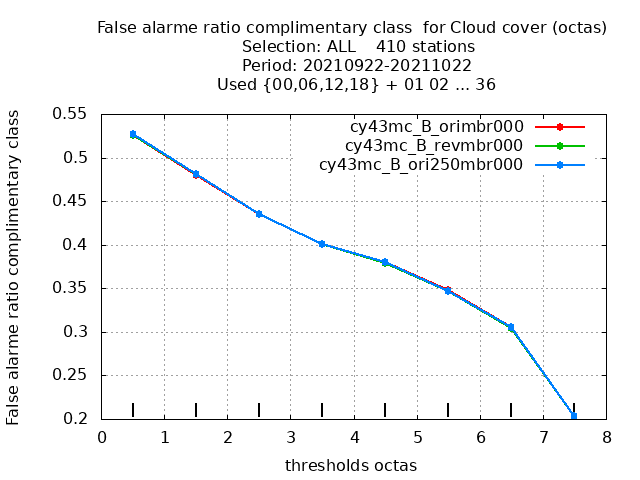 False alarme ratio complimentary class  for Cloud cover (octas)
Selection: ALL    410 stations
Period: 20210922-20211022
Used {00,06,12,18} + 01 02 ... 36
cy43mc_B_orimbr000
cy43mc_B_revmbr000
cy43mc_B_ori250mbr000
False alarme ratio complimentary class
0.55
0.5
0.45
0.4
0.35
0.3
0.25
0.2
0 1 2 3 4 5 6 7 8
thresholds octas